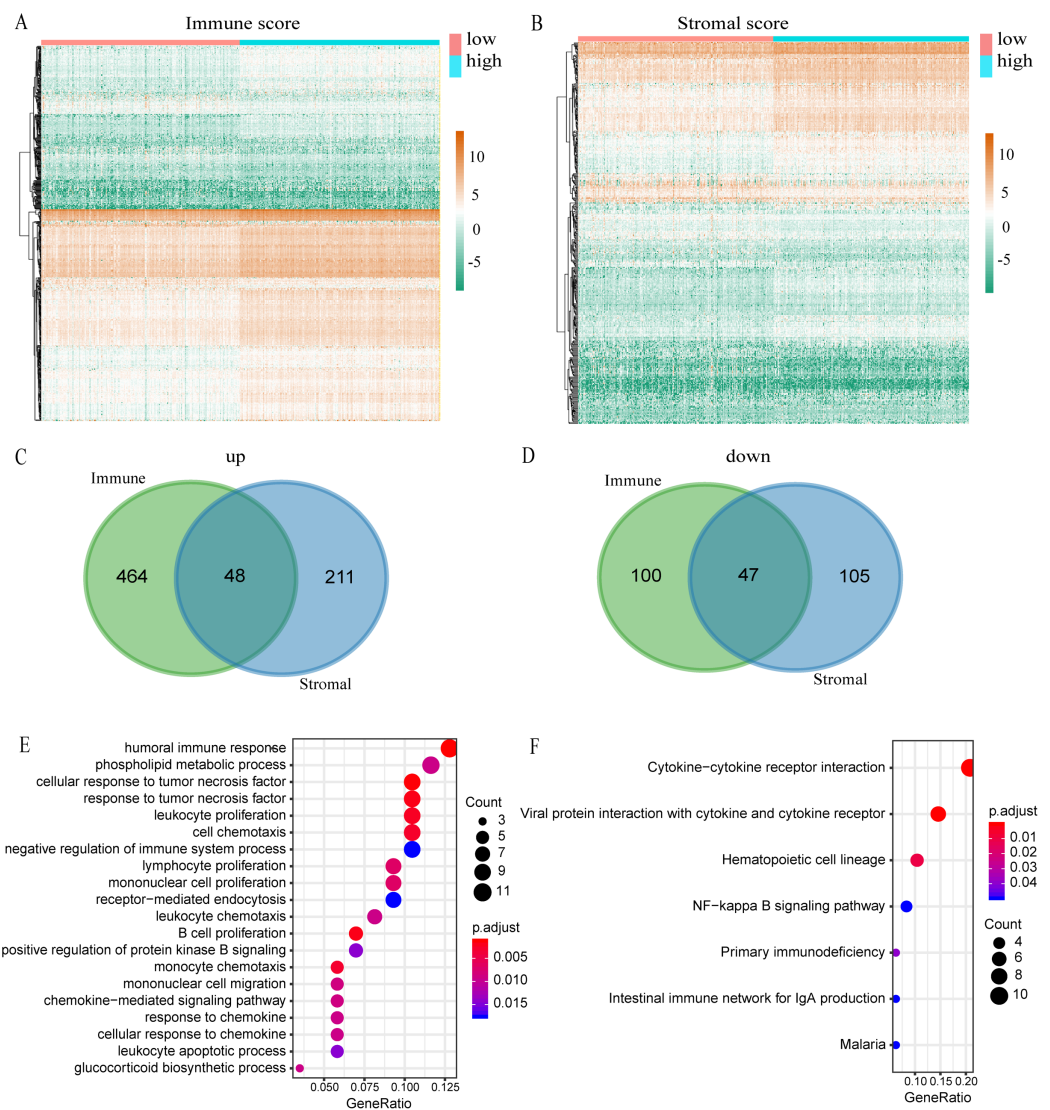 A
Immune score
low
high
10
5
0
-5
B
Stromal score
low
high
10
5
0
-5
C
up
Immune
464
48
211
Stromal
D
down
Immune
100
47
105
Stromal
E
humoral immune response
phospholipid metabolic process
cellular response to tumor necrosis factor
response to tumor necrosis factor
leukocyte proliferation
cell chemotaxis
negative regulation of immune system process
lymphocyte proliferation
mononuclear cell proliferation
receptor−mediated endocytosis
leukocyte chemotaxis
B cell proliferation
positive regulation of protein kinase B signaling
monocyte chemotaxis
mononuclear cell migration
chemokine−mediated signaling pathway
response to chemokine
cellular response to chemokine
leukocyte apoptotic process
glucocorticoid biosynthetic process
0.050 0.075 0.100 0.125
GeneRatio
Count
3
5
7
9
11
p.adjust
0.005
0.010
0.015
F
Cytokine−cytokine receptor interaction
Viral protein interaction with cytokine and cytokine receptor
Hematopoietic cell lineage
NF−kappa B signaling pathway
Primary immunodeficiency
Intestinal immune network for IgA production
Malaria
0.10 0.15 0.20
GeneRatio
p.adjust
0.01
0.02
0.03
0.04
Count
4
6
8
10